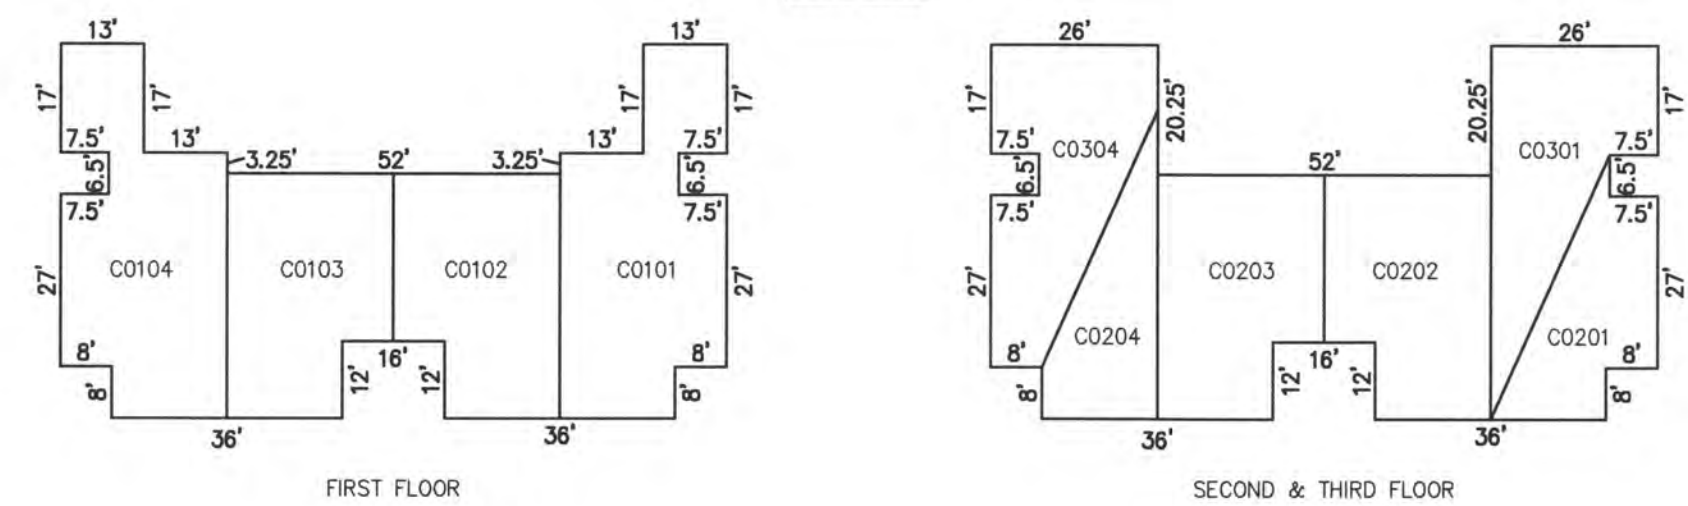 13' 13' 26' 26'
17' 17' 17' 17' 17' 20.25' 20.25' 17'
7.5' 13' 3.25' 52' 3.25' 13' 7.5' 7.5' C0304 52' C0301 7.5'
6.5' 6.5' 6.5' 6.5'
7.5' 7.5' 7.5' 7.5'
27' C0104 C0103 C0102 C0101 27' 27' C0203 C0202 27'
C0204 C0201
8' 16' 8' 8' 16' 8'
8' 12' 12' 8' 8' 12' 12' 8'
36' 36' 36' 36'
FIRST FLOOR SECOND & THIRD FLOOR